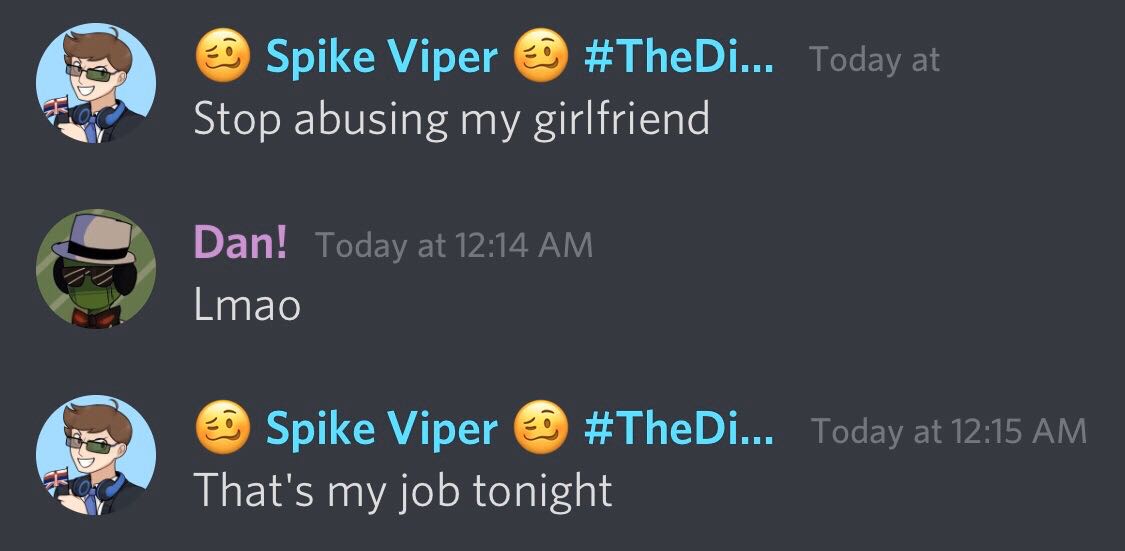 🥴 Spike Viper 🥴 #TheDi... Today at
Stop abusing my girlfriend
Dan! Today at 12:14 AM
Lmao
🥴 Spike Viper 🥴 #TheDi... Today at 12:15 AM
That's my job tonight